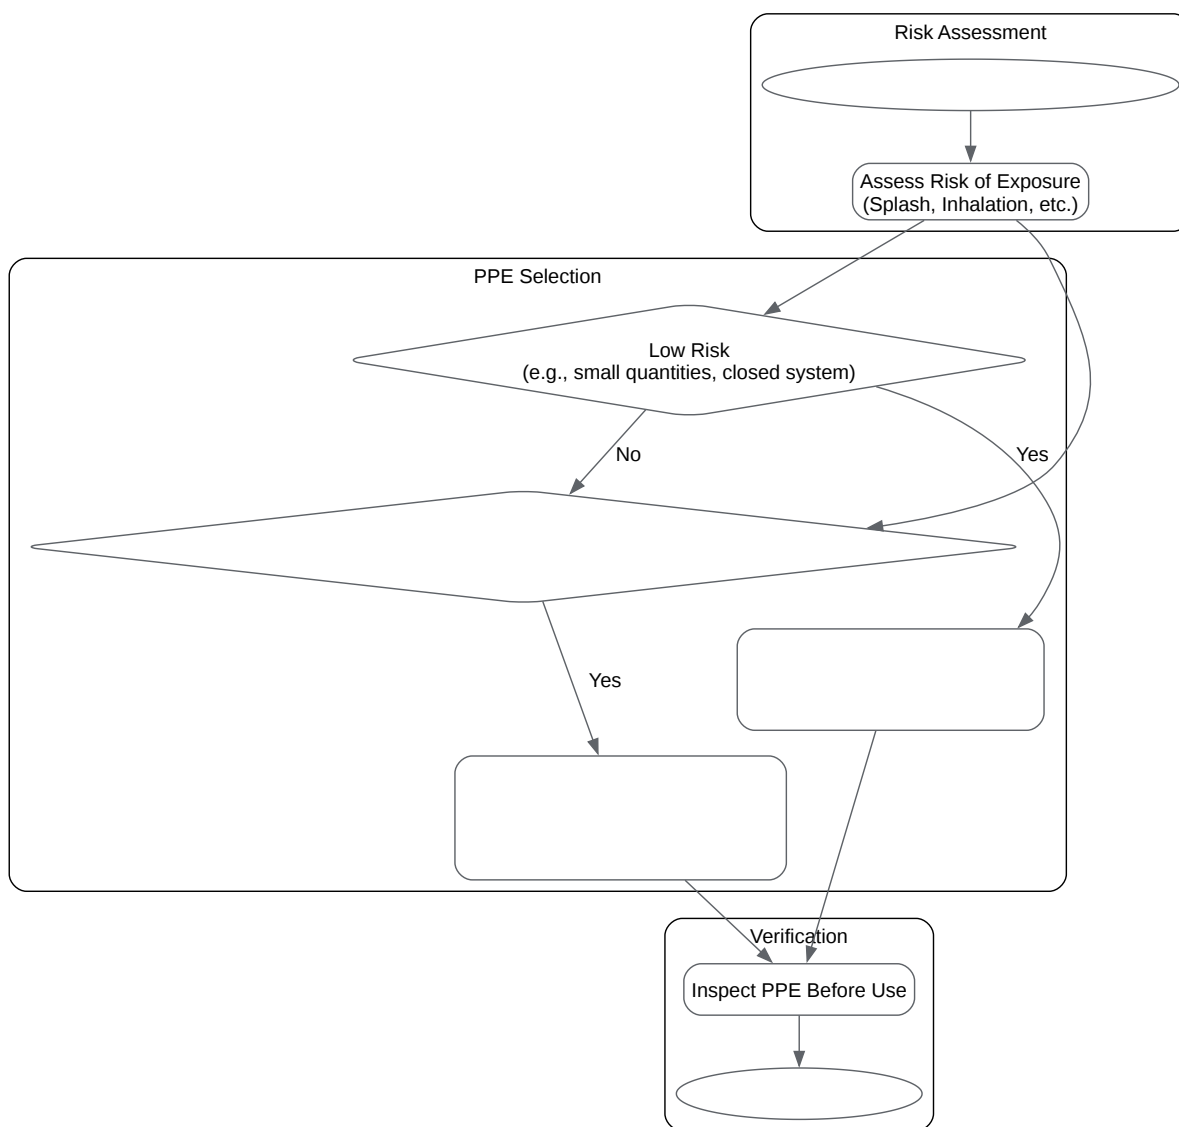 Risk Assessment
Assess Risk of Exposure
(Splash, Inhalation, etc.)
PPE Selection
Low Risk
(e.g., small quantities, closed system)
No
Yes
Yes
Verification
Inspect PPE Before Use